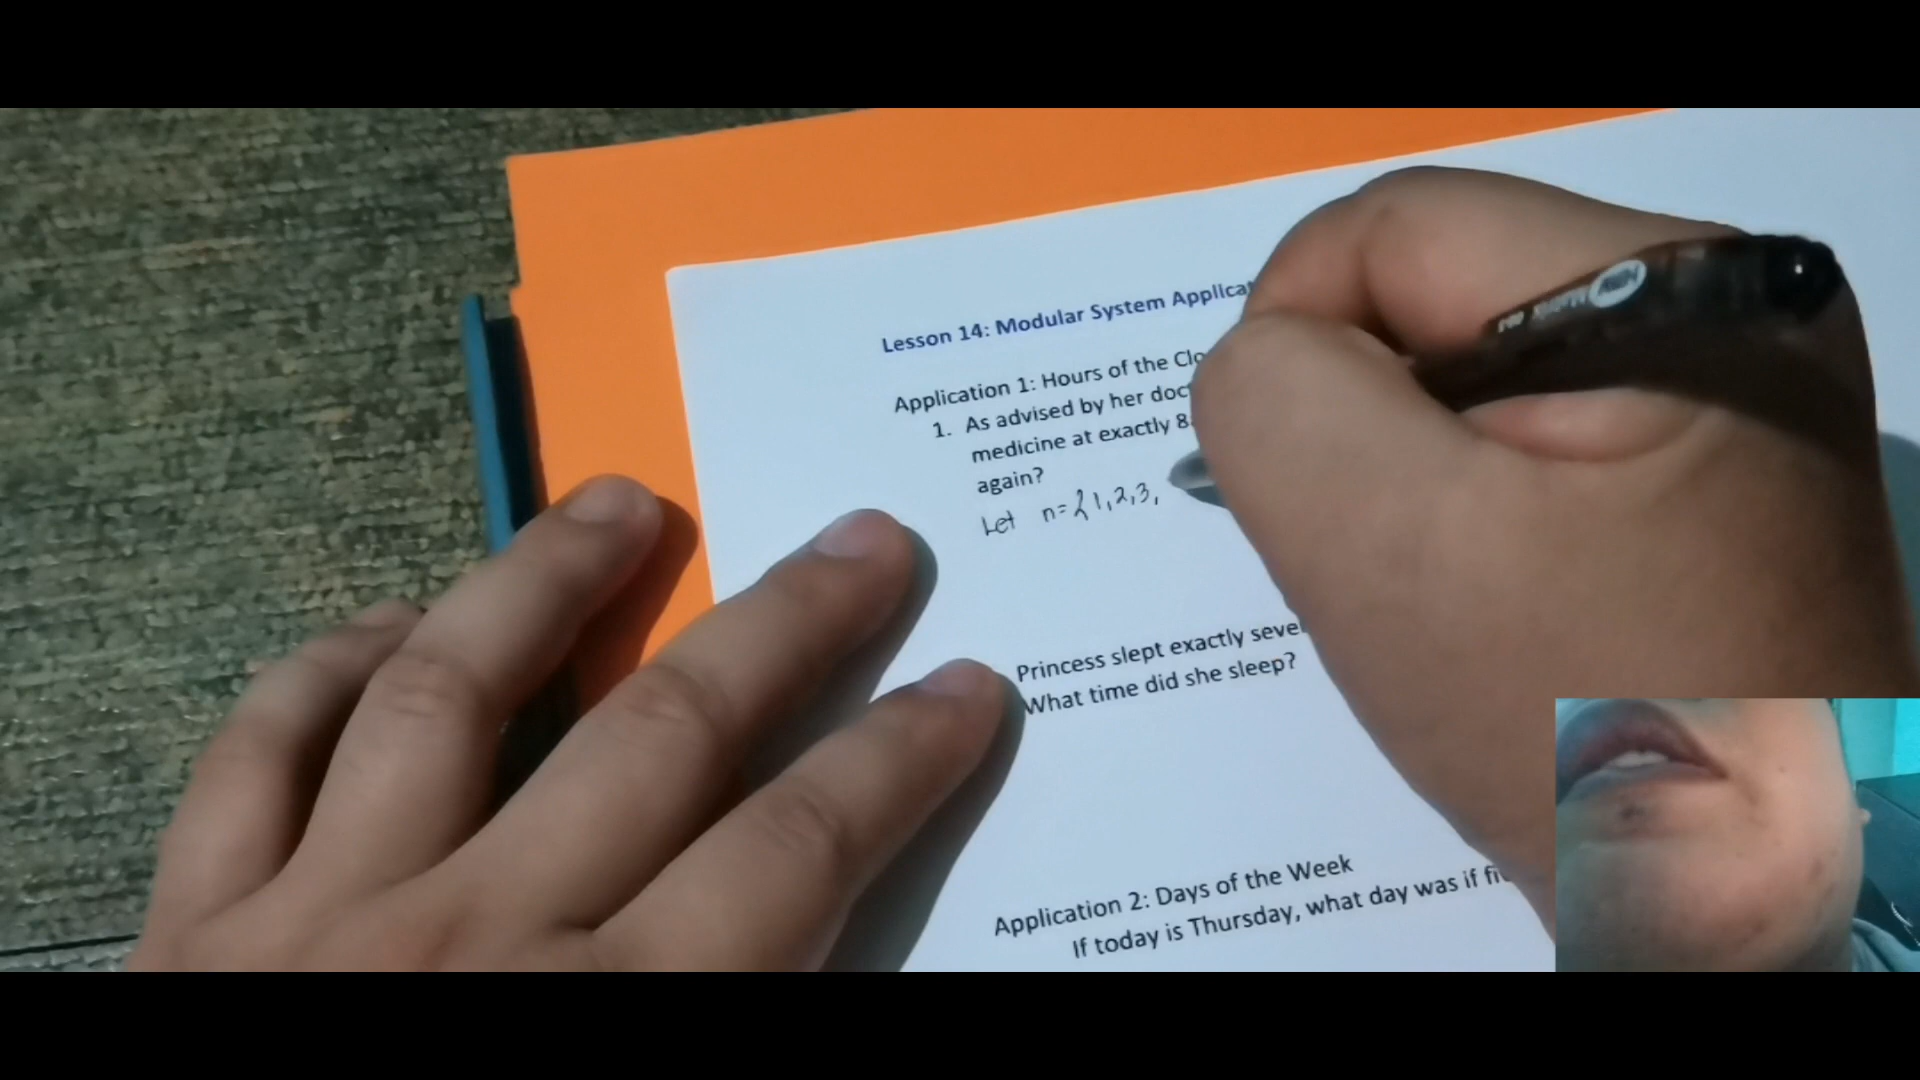 Lesson 14: Modular System Applica
Application 1: Hours of the Clo
1. As advised by her doc
medicine at exactly 8
again?
Let n={1,2,3,
Princess slept exactly seve
What time did she sleep?
Application 2: Days of the Week
If today is Thursday, what day was if fi